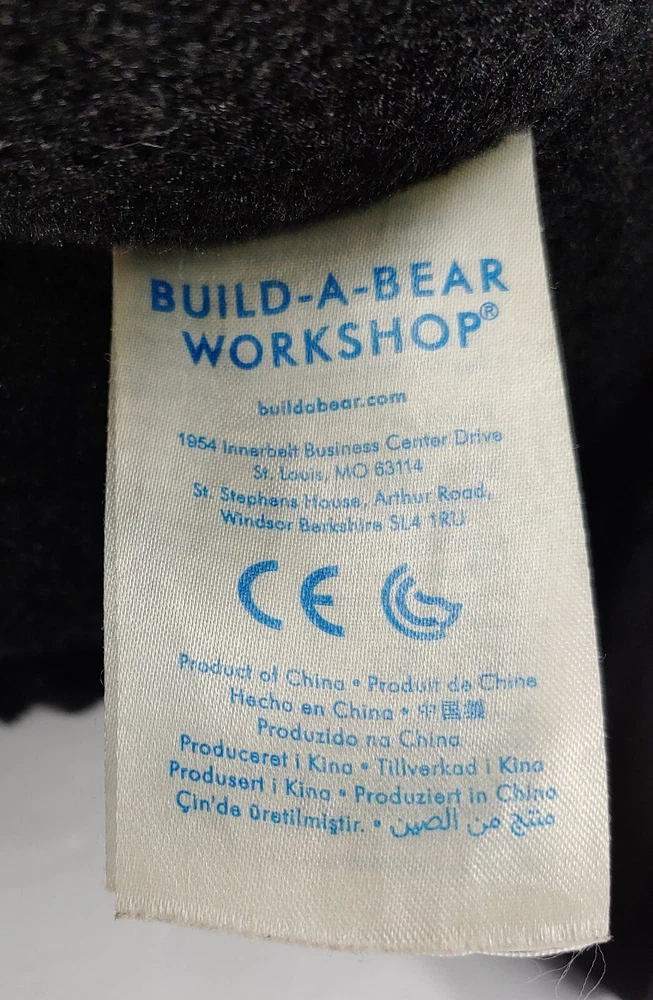 BUILD-A-BEAR
WORKSHOP®
buildabear.com
1954 Innerbelt Business Center Drive
St. Louis, MO 63114
St. Stephens House, Arthur Road,
Windsor Berkshire SL4 1RU
CE
Product of China • Produit de Chine
Hecho en China • 中国製
Produzido na China
Produceret i Kina • Tillverkad i Kina
Produsert i Kina • Produziert in China
Çin'de üretilmiştir. • منتج من الصين